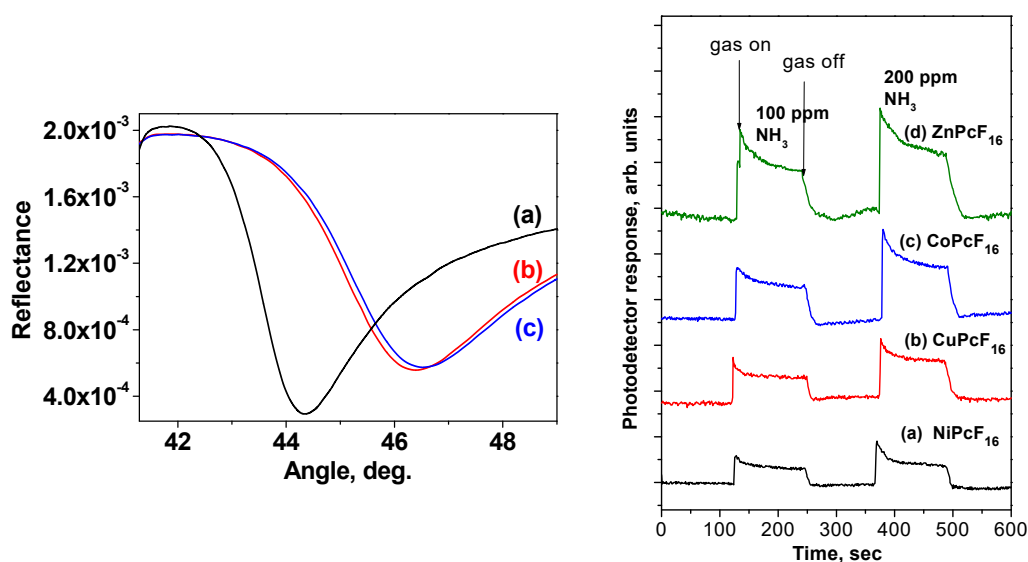 2.0x10⁻³
1.6x10⁻³
1.2x10⁻³
8.0x10⁻⁴
4.0x10⁻⁴
Reflectance
(a)
(b)
(c)
42 44 46 48
Angle, deg.
gas on
gas off
200 ppm
NH₃
100 ppm
NH₃
(d) ZnPcF₁₆
(c) CoPcF₁₆
(b) CuPcF₁₆
(a) NiPcF₁₆
Photodetector response, arb. units
0 100 200 300 400 500 600
Time, sec